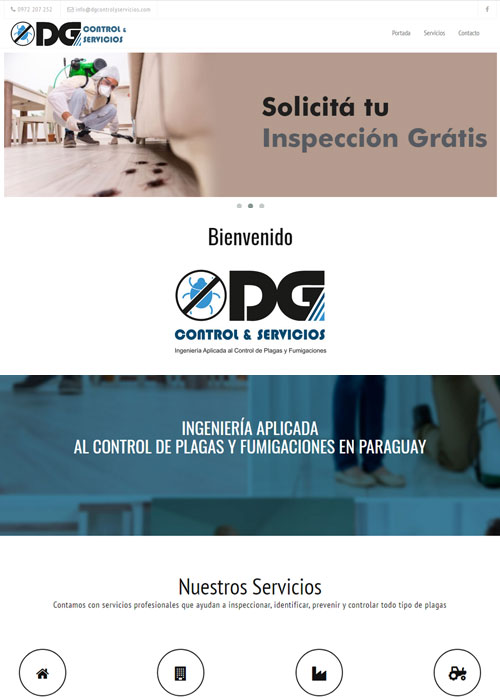 0972 207 252 info@dgcontrolyservicios.com
DG CONTROL &
SERVICIOS
Portada Servicios Contacto
Solicitá tu
Inspección Grátis
Bienvenido
DG
CONTROL & SERVICIOS
Ingeniería Aplicada al Control de Plagas y Fumigaciones
INGENIERÍA APLICADA
AL CONTROL DE PLAGAS Y FUMIGACIONES EN PARAGUAY
Nuestros Servicios
Contamos con servicios profesionales que ayudan a inspeccionar, identificar, prevenir y controlar todo tipo de plagas